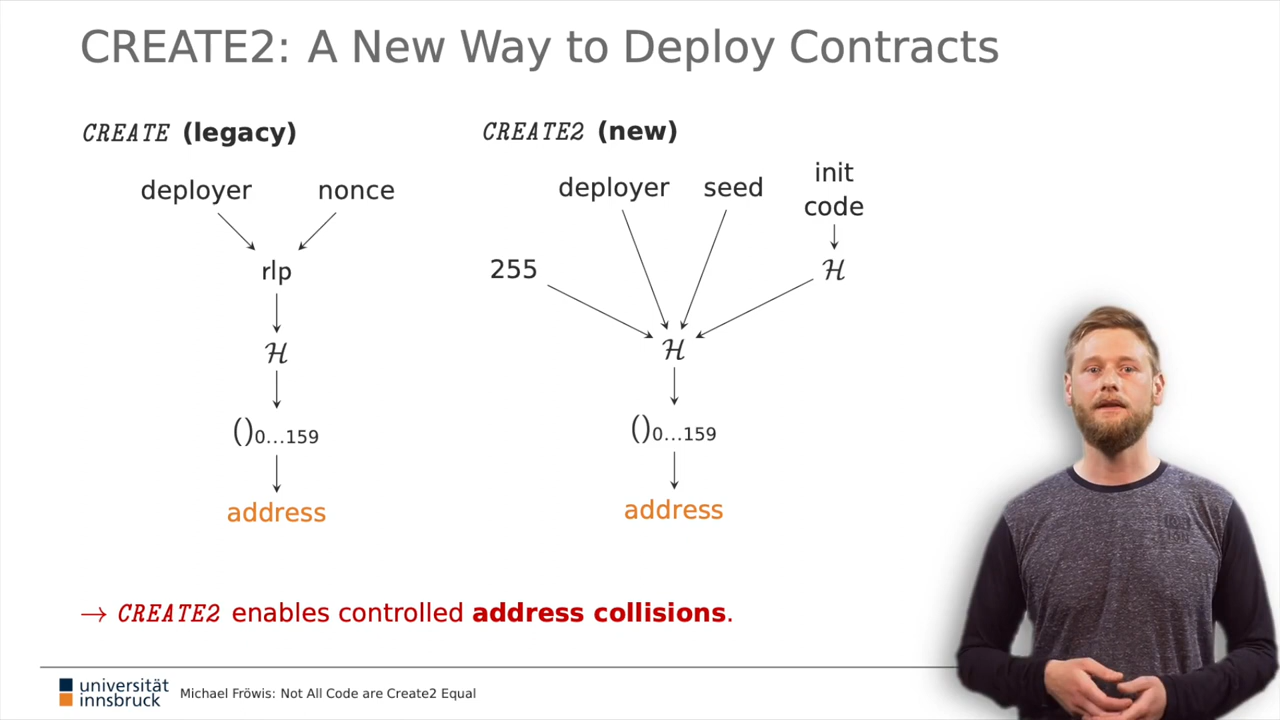 CREATE2: A New Way to Deploy Contracts
CREATE (legacy)
deployer nonce
rlp
ℋ
()0…159
address
CREATE2 (new)
deployer seed init
code
255 ℋ
ℋ
()0…159
address
→ CREATE2 enables controlled address collisions.
universität
innsbruck
Michael Fröwis: Not All Code are Create2 Equal